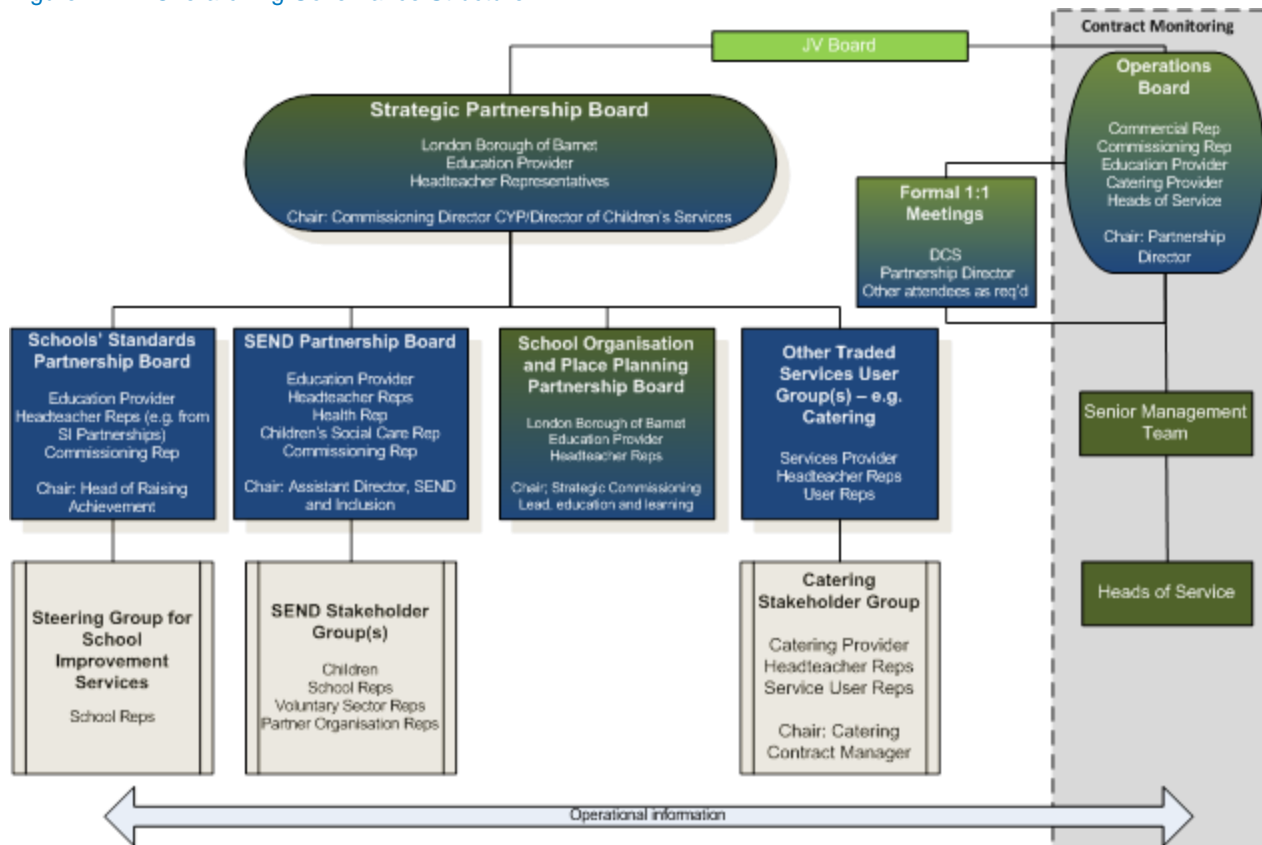 Contract Monitoring
JV Board
Operations
Board
Commercial Rep
Commissioning Rep
Education Provider
Catering Provider
Heads of Service
Chair: Partnership
Director
Strategic Partnership Board
London Borough of Barnet
Education Provider
Headteacher Representatives
Chair: Commissioning Director CYP/Director of Children's Services
Formal 1:1
Meetings
DCS
Partnership Director
Other attendees as req'd
Schools' Standards
Partnership Board
Education Provider
Headteacher Reps (e.g. from
SI Partnerships)
Commissioning Rep
Chair: Head of Raising
Achievement
SEND Partnership Board
Education Provider
Headteacher Reps
Health Rep
Children's Social Care Rep
Commissioning Rep
Chair: Assistant Director, SEND
and Inclusion
School Organisation
and Place Planning
Partnership Board
London Borough of Barnet
Education Provider
Headteacher Reps
Chair; Strategic Commissioning
Lead, education and learning
Other Traded
Services User
Group(s) – e.g.
Catering
Services Provider
Headteacher Reps
User Reps
Senior Management
Team
Steering Group for
School
Improvement
Services
School Reps
SEND Stakeholder
Group(s)
Children
School Reps
Voluntary Sector Reps
Partner Organisation Reps
Catering
Stakeholder Group
Catering Provider
Headteacher Reps
Service User Reps
Chair: Catering
Contract Manager
Heads of Service
Operational information